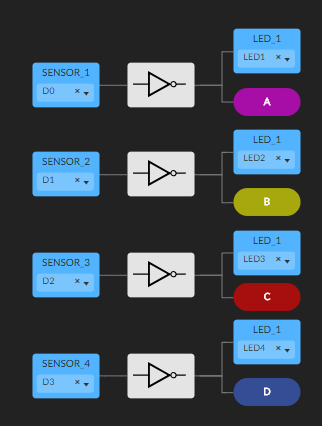 LED_1
SENSOR_1
LED1 ×
D0 ×
A
LED_1
SENSOR_2
LED2 ×
D1 ×
B
LED_1
SENSOR_3
LED3 ×
D2 ×
C
LED_1
LED4 ×
SENSOR_4
D3 ×
D